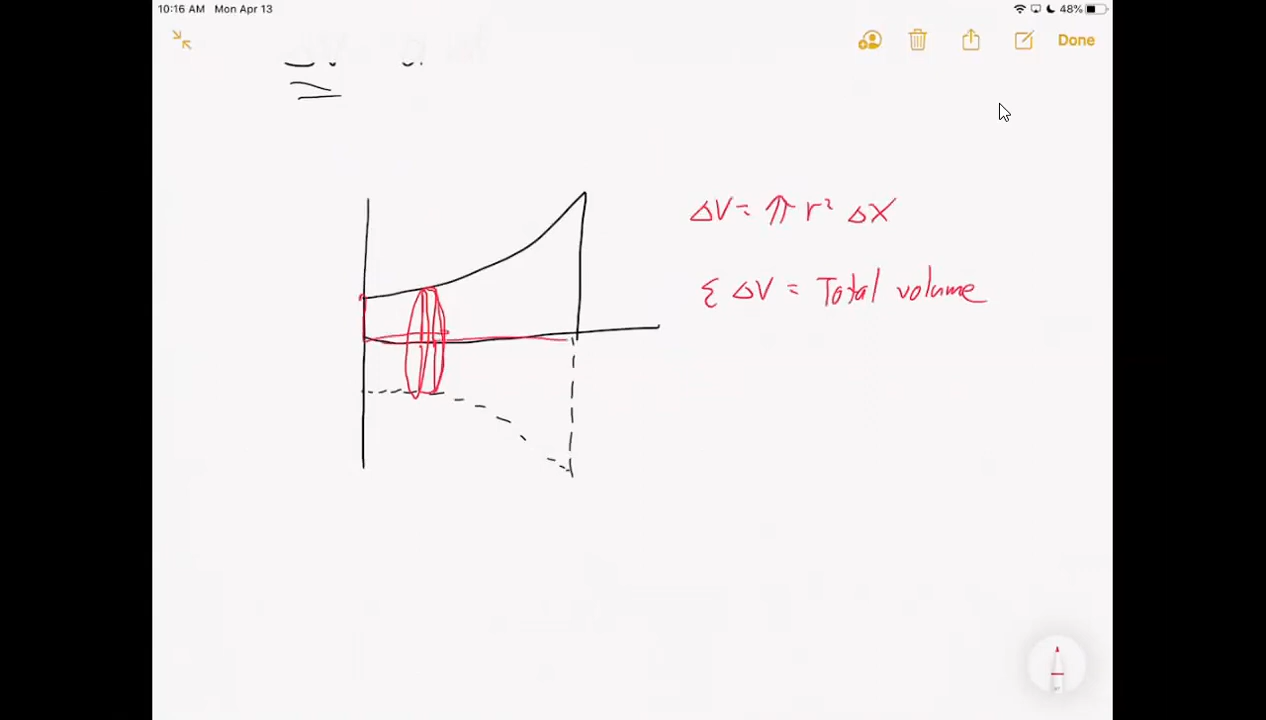 10:16 AM Mon Apr 13
48%
Done
ΔV = π r² Δx
Σ ΔV = Total volume